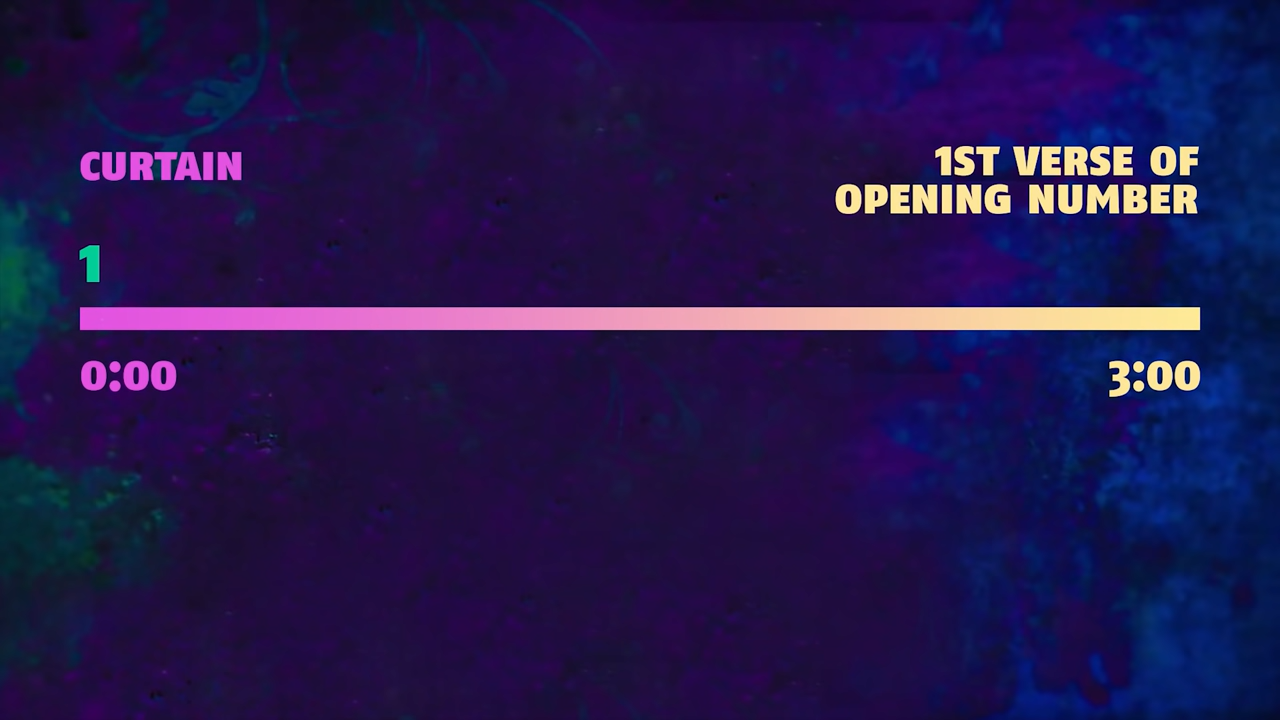 CURTAIN
1ST VERSE OF
OPENING NUMBER
1
0:00
3:00